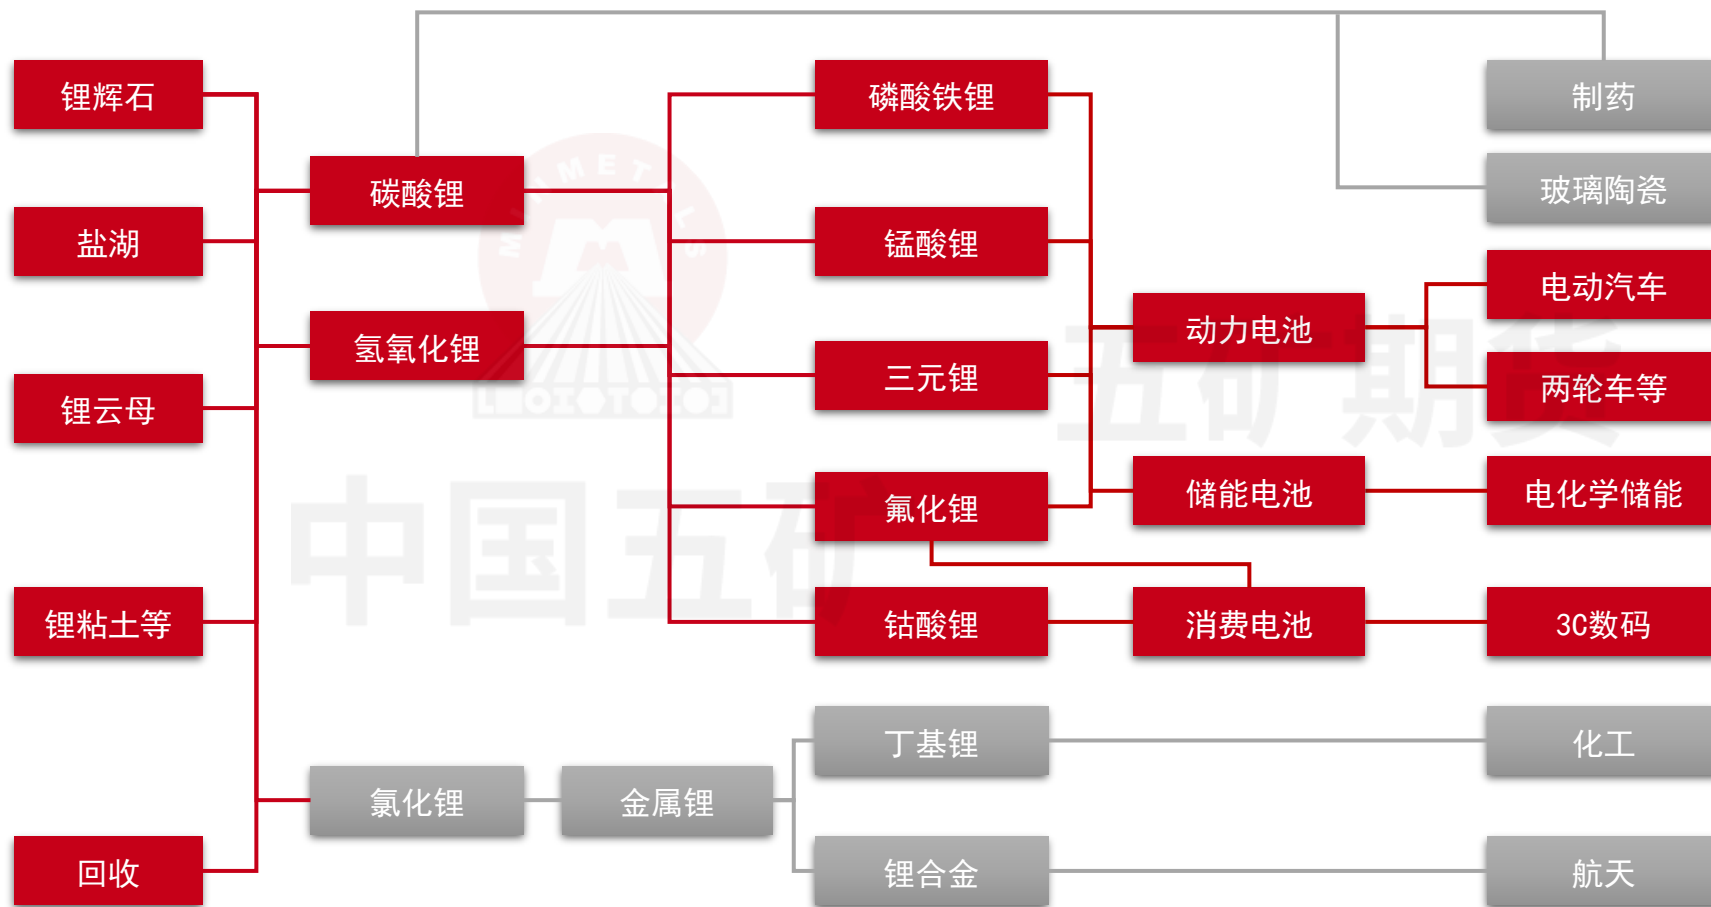 锂辉石
盐湖
锂云母
锂粘土等
回收
碳酸锂
氢氧化锂
氯化锂
金属锂
磷酸铁锂
锰酸锂
三元锂
氟化锂
钴酸锂
丁基锂
锂合金
动力电池
储能电池
消费电池
制药
玻璃陶瓷
电动汽车
两轮车等
电化学储能
3C数码
化工
航天
MINMETALS
中国五矿
五矿期货